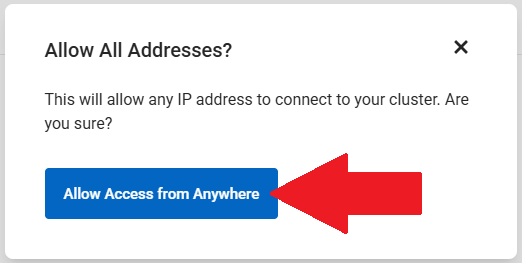 Allow All Addresses?
This will allow any IP address to connect to your cluster. Are
you sure?
Allow Access from Anywhere